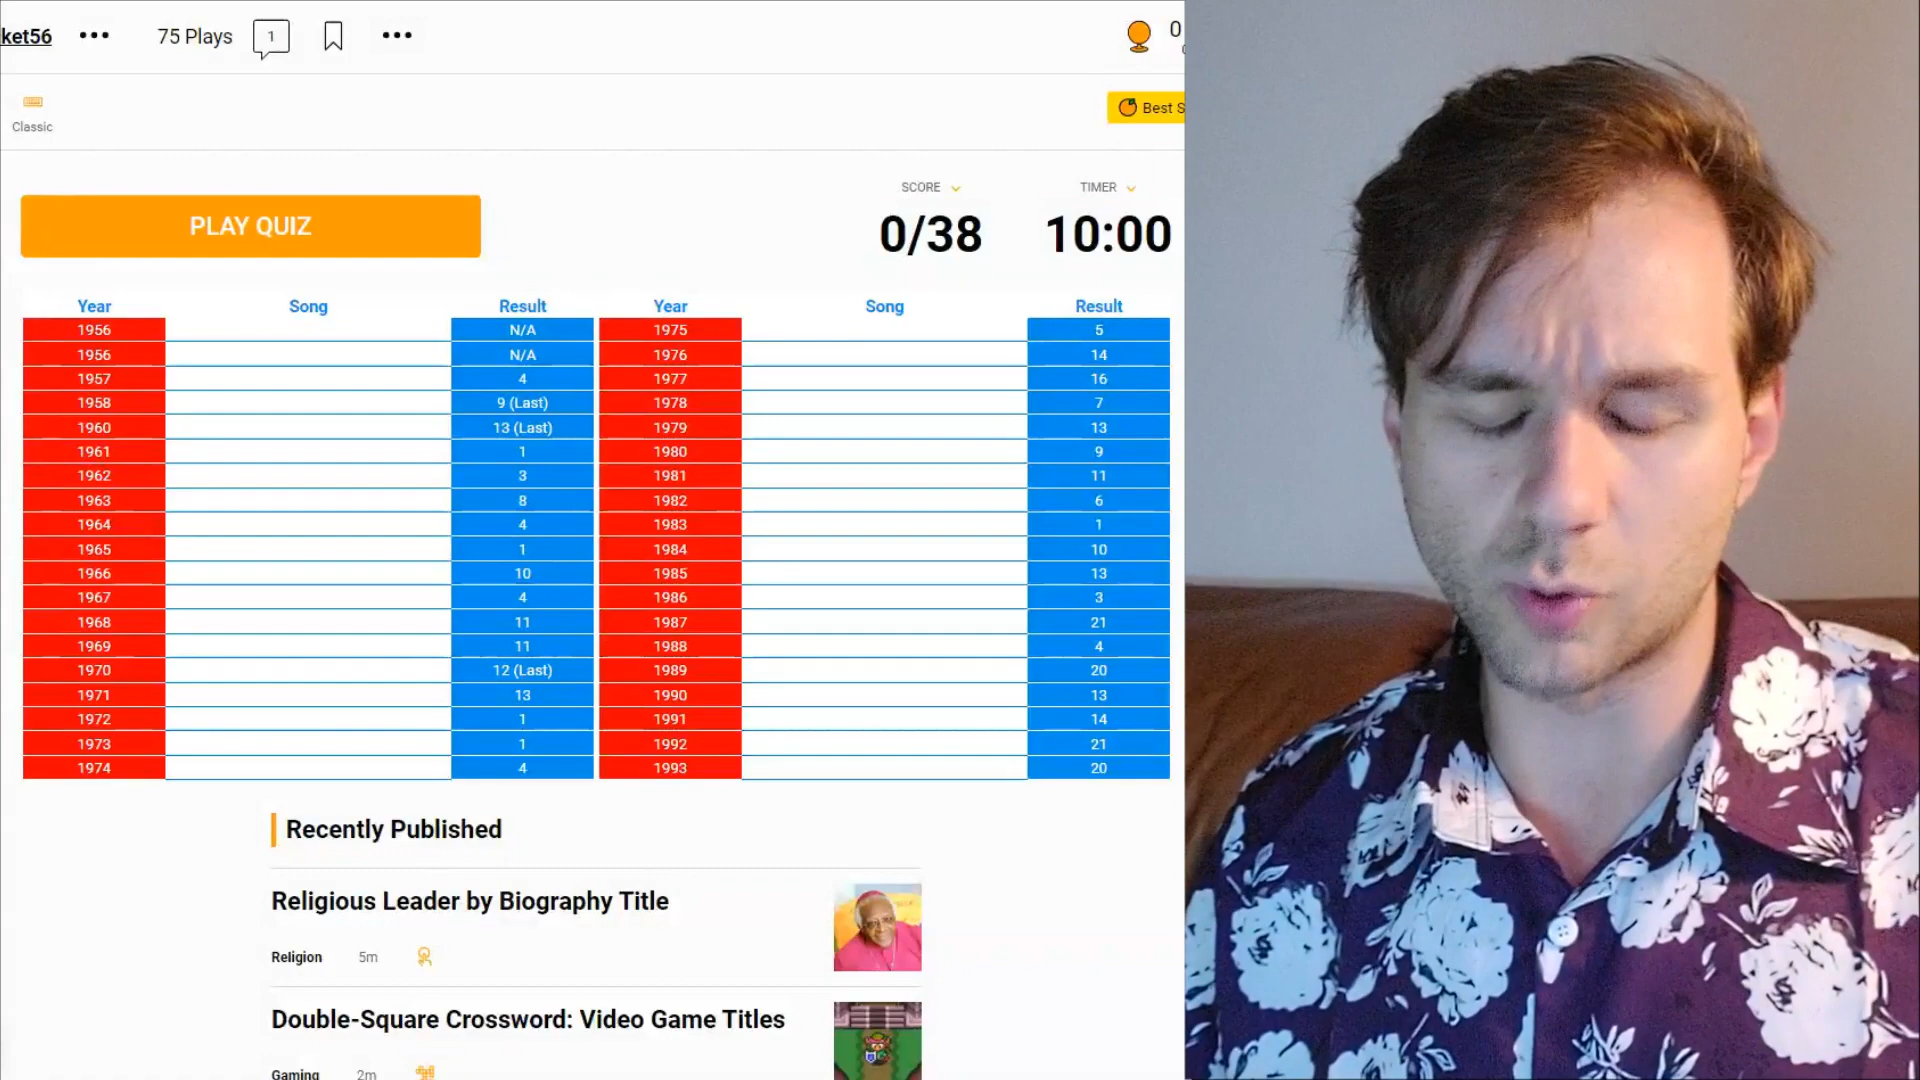 ket56 ••• 75 Plays 1 ••• 0
Classic
Best S
PLAY QUIZ
SCORE TIMER
0/38 10:00
Year Song Result Year Song Result
1956 N/A 1975 5
1956 N/A 1976 14
1957 4 1977 16
1958 9 (Last) 1978 7
1960 13 (Last) 1979 13
1961 1 1980 9
1962 3 1981 11
1963 8 1982 6
1964 4 1983 1
1965 1 1984 10
1966 10 1985 13
1967 4 1986 3
1968 11 1987 21
1969 11 1988 4
1970 12 (Last) 1989 20
1971 13 1990 13
1972 1 1991 14
1973 1 1992 21
1974 4 1993 20
Recently Published
Religious Leader by Biography Title
Religion 5m
Double-Square Crossword: Video Game Titles
Gaming 2m